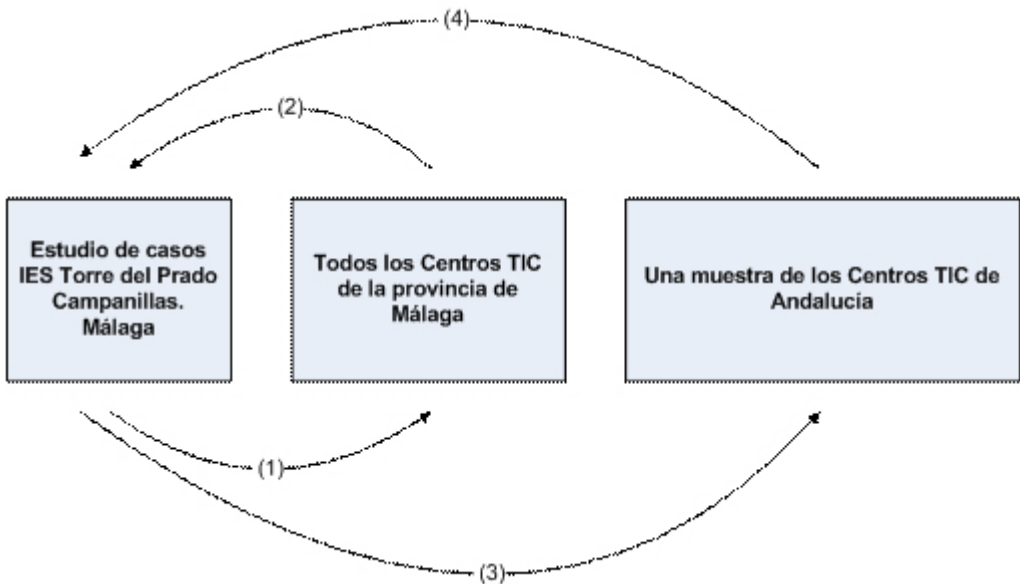 (4)
(2)
Estudio de casos
IES Torre del Prado
Campanillas.
Málaga
Todos los Centros TIC
de la provincia de
Málaga
Una muestra de los Centros TIC de
Andalucía
(1)
(3)